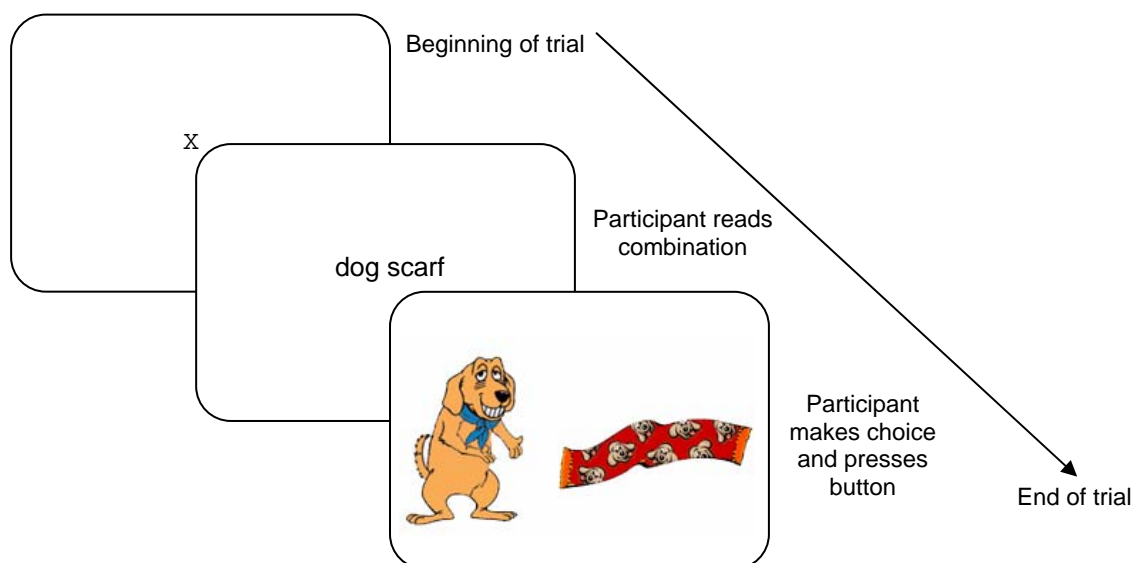 Beginning of trial
X
Participant reads
combination
dog scarf
Participant
makes choice
and presses
button
End of trial